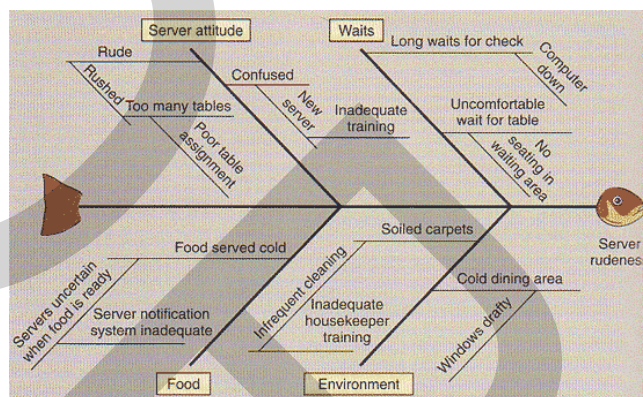 Server attitude
Waits
Rude
Rushed
Too many tables
Poor table
assignment
Confused
New
server
Inadequate
training
Long waits for check
Computer
down
Uncomfortable
wait for table
No
seating in
waiting area
Server
rudeness
Food served cold
Servers uncertain
when food is ready
Server notification
system inadequate
Soiled carpets
Infrequent cleaning
Inadequate
housekeeper
training
Cold dining area
Windows drafty
Food
Environment